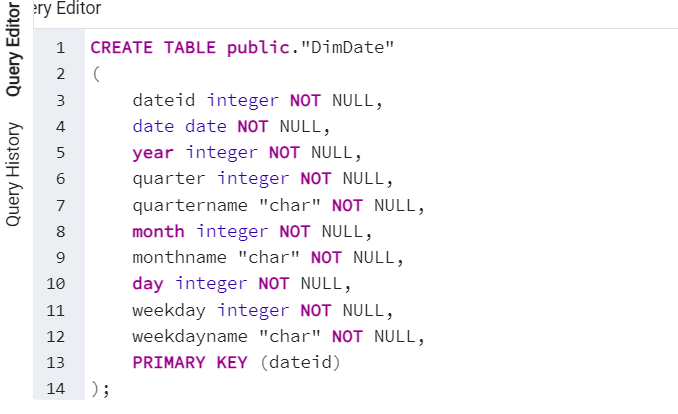 ery Editor
Query Editor
Query History
1 CREATE TABLE public."DimDate"
2 (
3 dateid integer NOT NULL,
4 date date NOT NULL,
5 year integer NOT NULL,
6 quarter integer NOT NULL,
7 quartername "char" NOT NULL,
8 month integer NOT NULL,
9 monthname "char" NOT NULL,
10 day integer NOT NULL,
11 weekday integer NOT NULL,
12 weekdayname "char" NOT NULL,
13 PRIMARY KEY (dateid)
14 );